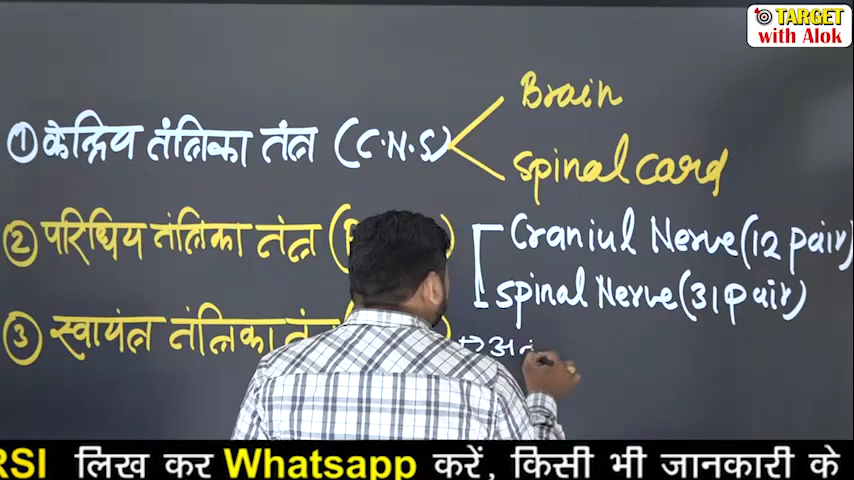 TARGET
with Alok
Brain
① केन्द्रिय तंत्रिका तंत्र (C.N.S)
Spinal card
② परिधिय तंत्रिका तंत्र (
Craniul Nerve (12 pair)
Spinal Nerve (31 pair)
③ स्वायंत्र तंत्रिका
RSI लिख कर Whatsapp करें, किसी भी जानकारी के